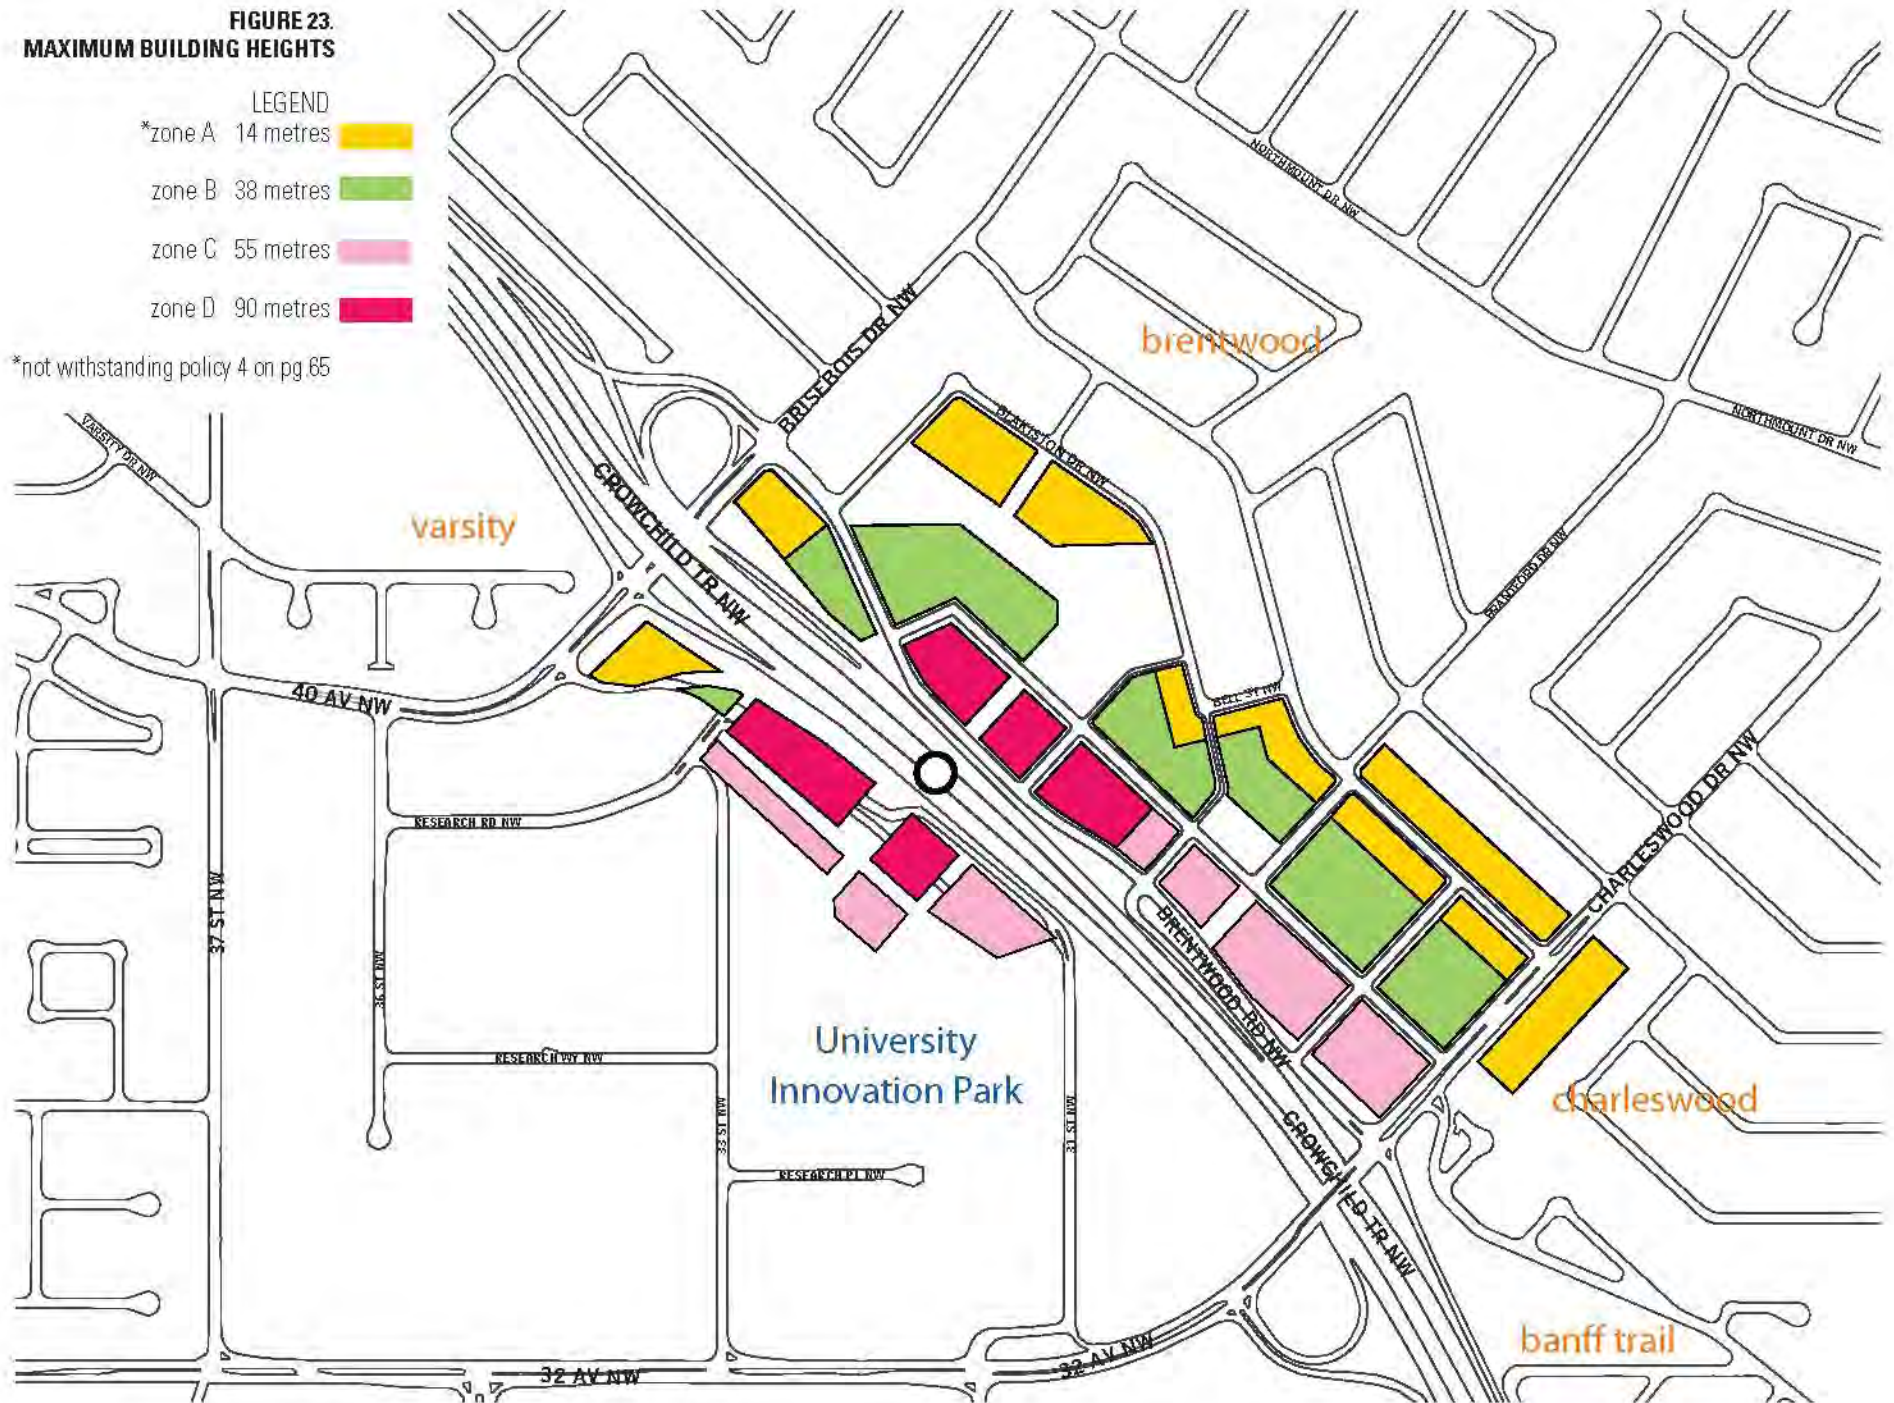 FIGURE 23.
MAXIMUM BUILDING HEIGHTS
LEGEND
*zone A 14 metres
zone B 38 metres
zone C 55 metres
zone D 90 metres
*not withstanding policy 4 on pg.65
NORTHMOUNT DR NW
brentwood
BRISEBOIS DR NW
BLAKISTON DR NW
NORTHMOUNT DR NW
VARSITY DR NW
varsity
CROWCHILD TR NW
BRANTFORD DR NW
40 AV NW
BELL ST NW
RESEARCH RD NW
CHARLESWOOD DR NW
37 ST NW
36 ST NW
BRENTWOOD RD NW
University
Innovation Park
RESEARCH WY NW
charleswood
33 ST NW
31 ST NW
CROWCHILD TR NW
RESEARCH PL NW
banff trail
32 AV NW
32 AV NW